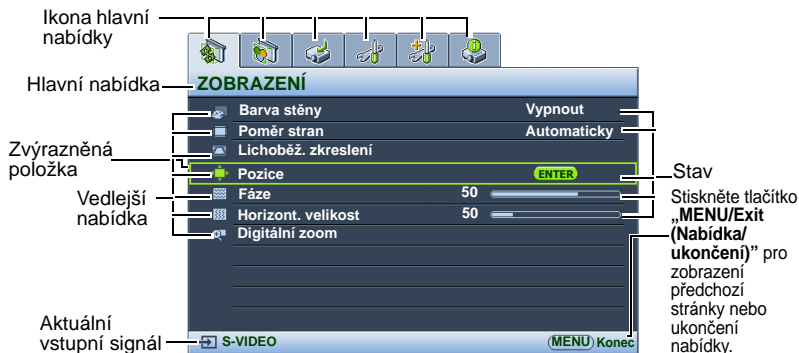 Ikona hlavní
nabídky
Hlavní nabídka
ZOBRAZENÍ
Barva stěny Vypnout
Poměr stran Automaticky
Lichoběž. zkreslení
Zvýrazněná
položka
Pozice ENTER
Stav
Fáze 50
Horizont. velikost 50
Digitální zoom
Vedlejší
nabídka
Stiskněte tlačítko
„MENU/Exit
(Nabídka/
ukončení)” pro
zobrazení
předchozí
stránky nebo
ukončení
nabídky.
Aktuální
vstupní signál
S-VIDEO
MENU Konec